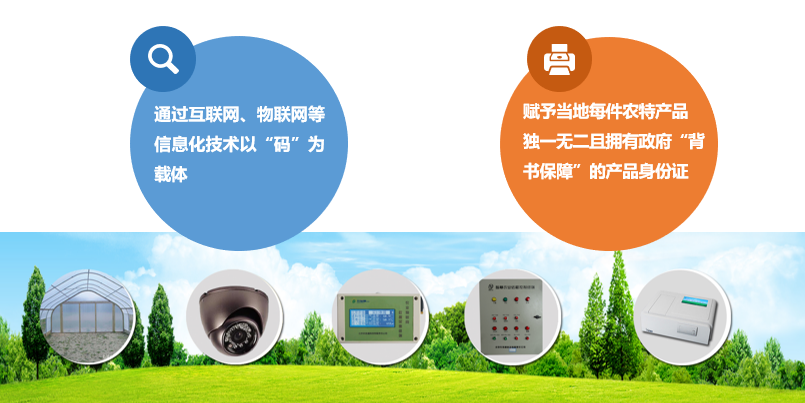 通过互联网、物联网等
信息化技术以“码”为
载体
赋予当地每件农特产品
独一无二且拥有政府“背
书保障”的产品身份证